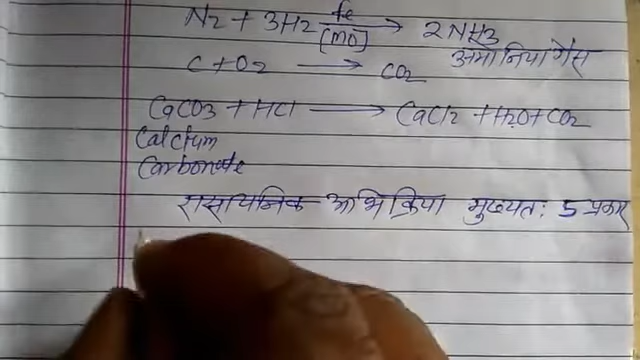 N2 + 3H2 fe [MO] → 2NH3
अमोनिया गैस
C + O2 → CO2
CaCO3 + HCl → CaCl2 + H2O + CO2
Calcium
Carbonate
रासायनिक अभिक्रिया मुख्यत: 5 प्रकार